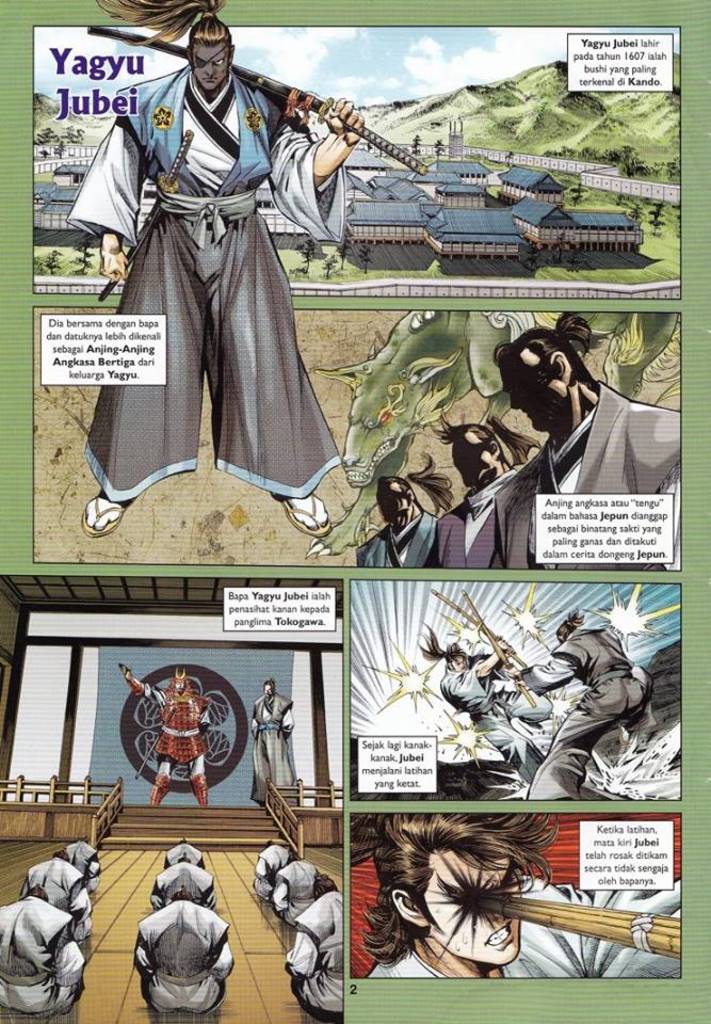 Yagyu
Jubei
Yagyu Jubei lahir
pada tahun 1607 ialah
bushi yang paling
terkenal di Kando.
Dia bersama dengan bapa
dan datuknya lebih dikenali
sebagai Anjing-Anjing
Angkasa Bertiga dari
keluarga Yagyu.
Anjing angkasa atau "tengu"
dalam bahasa Jepun dianggap
sebagai binatang sakti yang
paling ganas dan ditakuti
dalam cerita dongeng Jepun.
Bapa Yagyu Jubei ialah
penasihat kanan kepada
panglima Tokogawa.
Sejak lagi kanak-
kanak, Jubei
menjalani latihan
yang ketat.
Ketika latihan,
mata kiri Jubei
telah rosak ditikam
secara tidak sengaja
oleh bapanya.
2